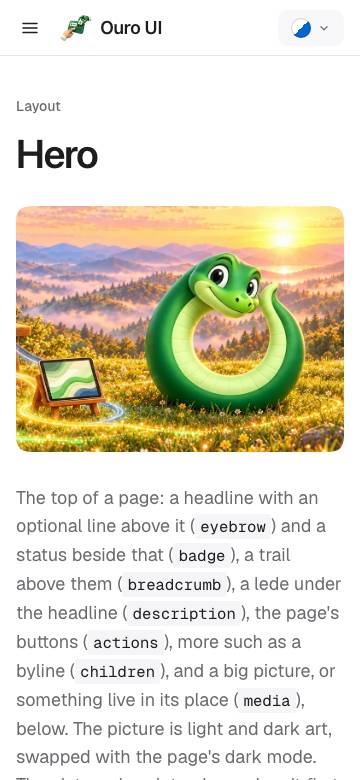 Ouro UI
Layout
Hero
The top of a page: a headline with an
optional line above it ( eyebrow ) and a
status beside that ( badge ), a trail
above them ( breadcrumb ), a lede under
the headline ( description ), the page's
buttons ( actions ), more such as a
byline ( children ), and a big picture, or
something live in its place ( media ),
below. The picture is light and dark art,
swapped with the page's dark mode.